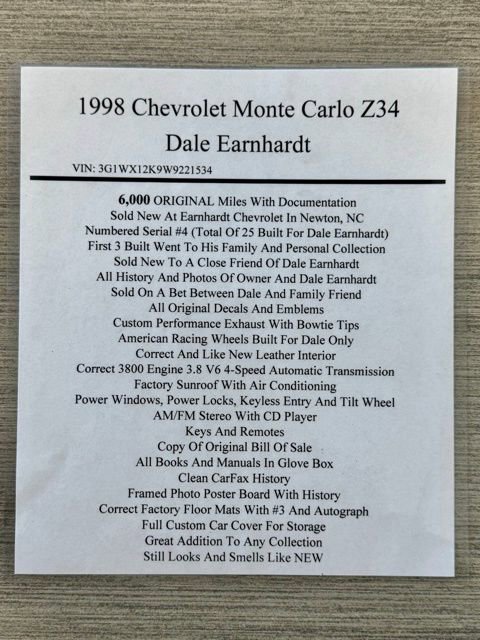 1998 Chevrolet Monte Carlo Z34
Dale Earnhardt
VIN: 3G1WX12K9W9221534
6,000 ORIGINAL Miles With Documentation
Sold New At Earnhardt Chevrolet In Newton, NC
Numbered Serial #4 (Total Of 25 Built For Dale Earnhardt)
First 3 Built Went To His Family And Personal Collection
Sold New To A Close Friend Of Dale Earnhardt
All History And Photos Of Owner And Dale Earnhardt
Sold On A Bet Between Dale And Family Friend
All Original Decals And Emblems
Custom Performance Exhaust With Bowtie Tips
American Racing Wheels Built For Dale Only
Correct And Like New Leather Interior
Correct 3800 Engine 3.8 V6 4-Speed Automatic Transmission
Factory Sunroof With Air Conditioning
Power Windows, Power Locks, Keyless Entry And Tilt Wheel
AM/FM Stereo With CD Player
Keys And Remotes
Copy Of Original Bill Of Sale
All Books And Manuals In Glove Box
Clean CarFax History
Framed Photo Poster Board With History
Correct Factory Floor Mats With #3 And Autograph
Full Custom Car Cover For Storage
Great Addition To Any Collection
Still Looks And Smells Like NEW